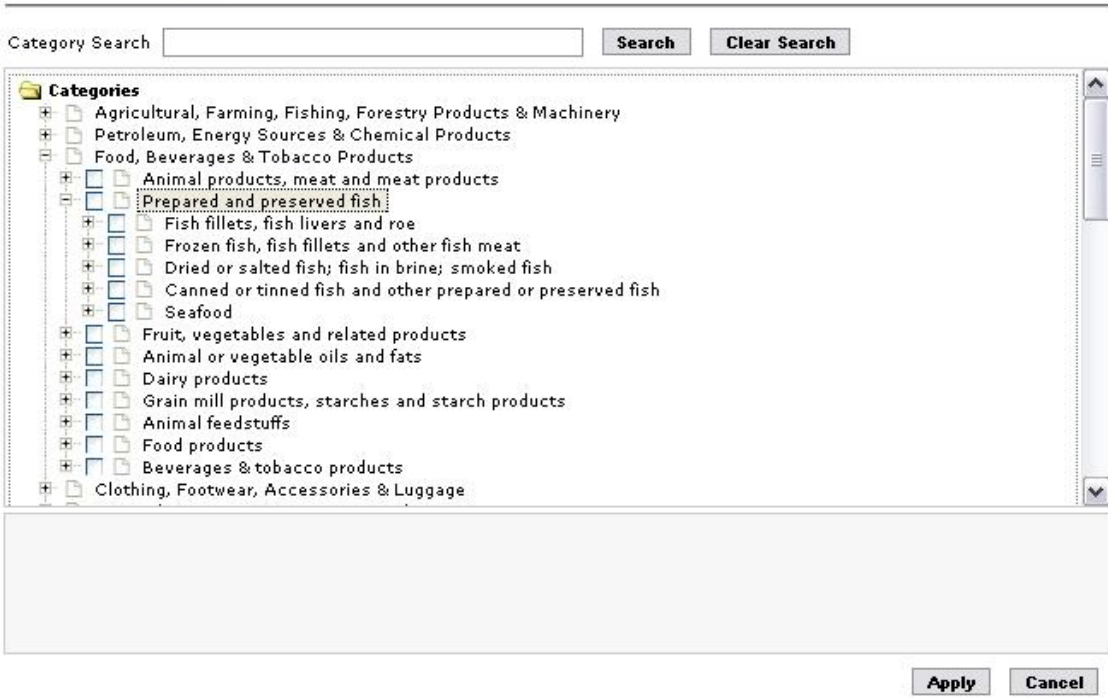 Category Search Search Clear Search
Categories
Agricultural, Farming, Fishing, Forestry Products & Machinery
Petroleum, Energy Sources & Chemical Products
Food, Beverages & Tobacco Products
Animal products, meat and meat products
Prepared and preserved fish
Fish fillets, fish livers and roe
Frozen fish, fish fillets and other fish meat
Dried or salted fish; fish in brine; smoked fish
Canned or tinned fish and other prepared or preserved fish
Seafood
Fruit, vegetables and related products
Animal or vegetable oils and fats
Dairy products
Grain mill products, starches and starch products
Animal feedstuffs
Food products
Beverages & tobacco products
Clothing, Footwear, Accessories & Luggage
Apply Cancel